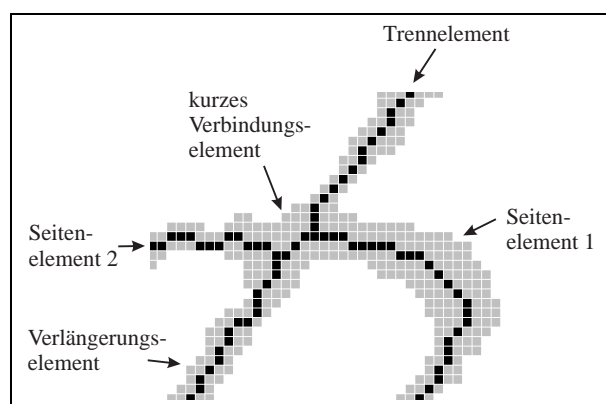 Trennelement
kurzes
Verbindungs-
element
Seiten-
element 1
Seiten-
element 2
Verlängerungs-
element